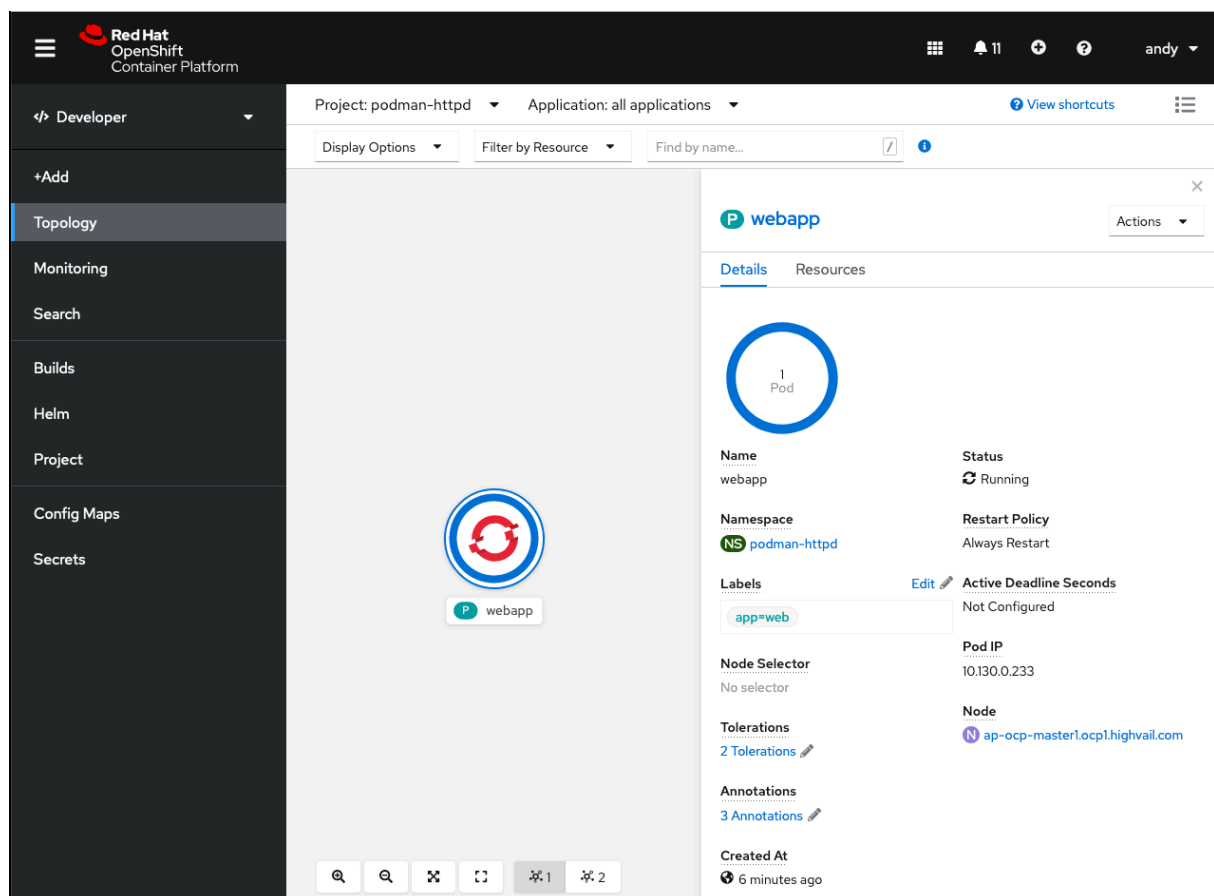 Red Hat
OpenShift
Container Platform
11
andy
Developer
Project: podman-httpd
Application: all applications
View shortcuts
Display Options
Filter by Resource
Find by name...
/
+Add
Topology
Monitoring
Search
Builds
Helm
Project
Config Maps
Secrets
P webapp
1
2
P webapp
Actions
Details
Resources
1
Pod
Name
webapp
Status
Running
Namespace
NS podman-httpd
Restart Policy
Always Restart
Labels
Edit
app=web
Active Deadline Seconds
Not Configured
Node Selector
No selector
Pod IP
10.130.0.233
Tolerations
2 Tolerations
Node
N ap-ocp-master1.ocp1.highvail.com
Annotations
3 Annotations
Created At
6 minutes ago